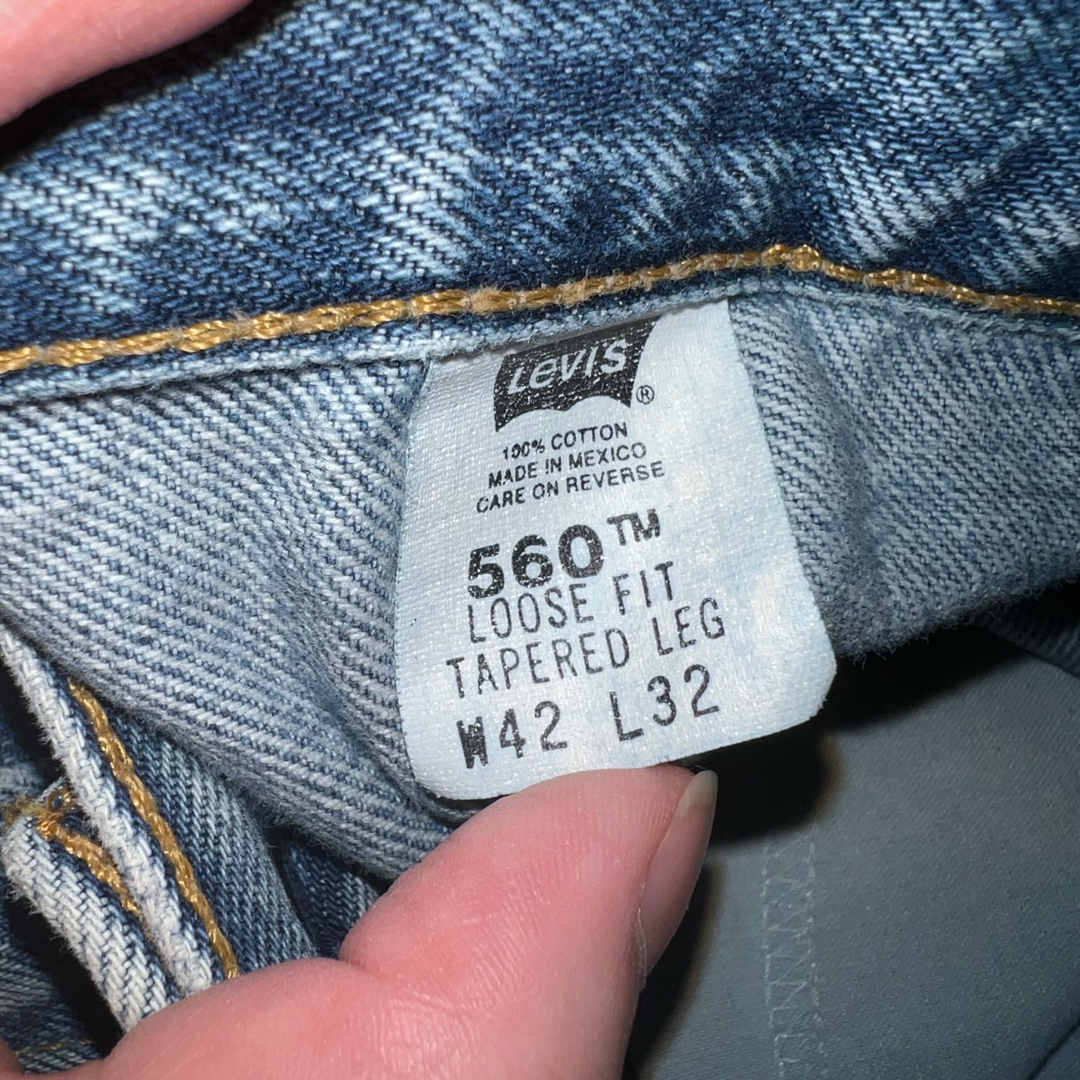 Levi's ®
100% COTTON
MADE IN MEXICO
CARE ON REVERSE
560™
LOOSE FIT
TAPERED LEG
W42 L32